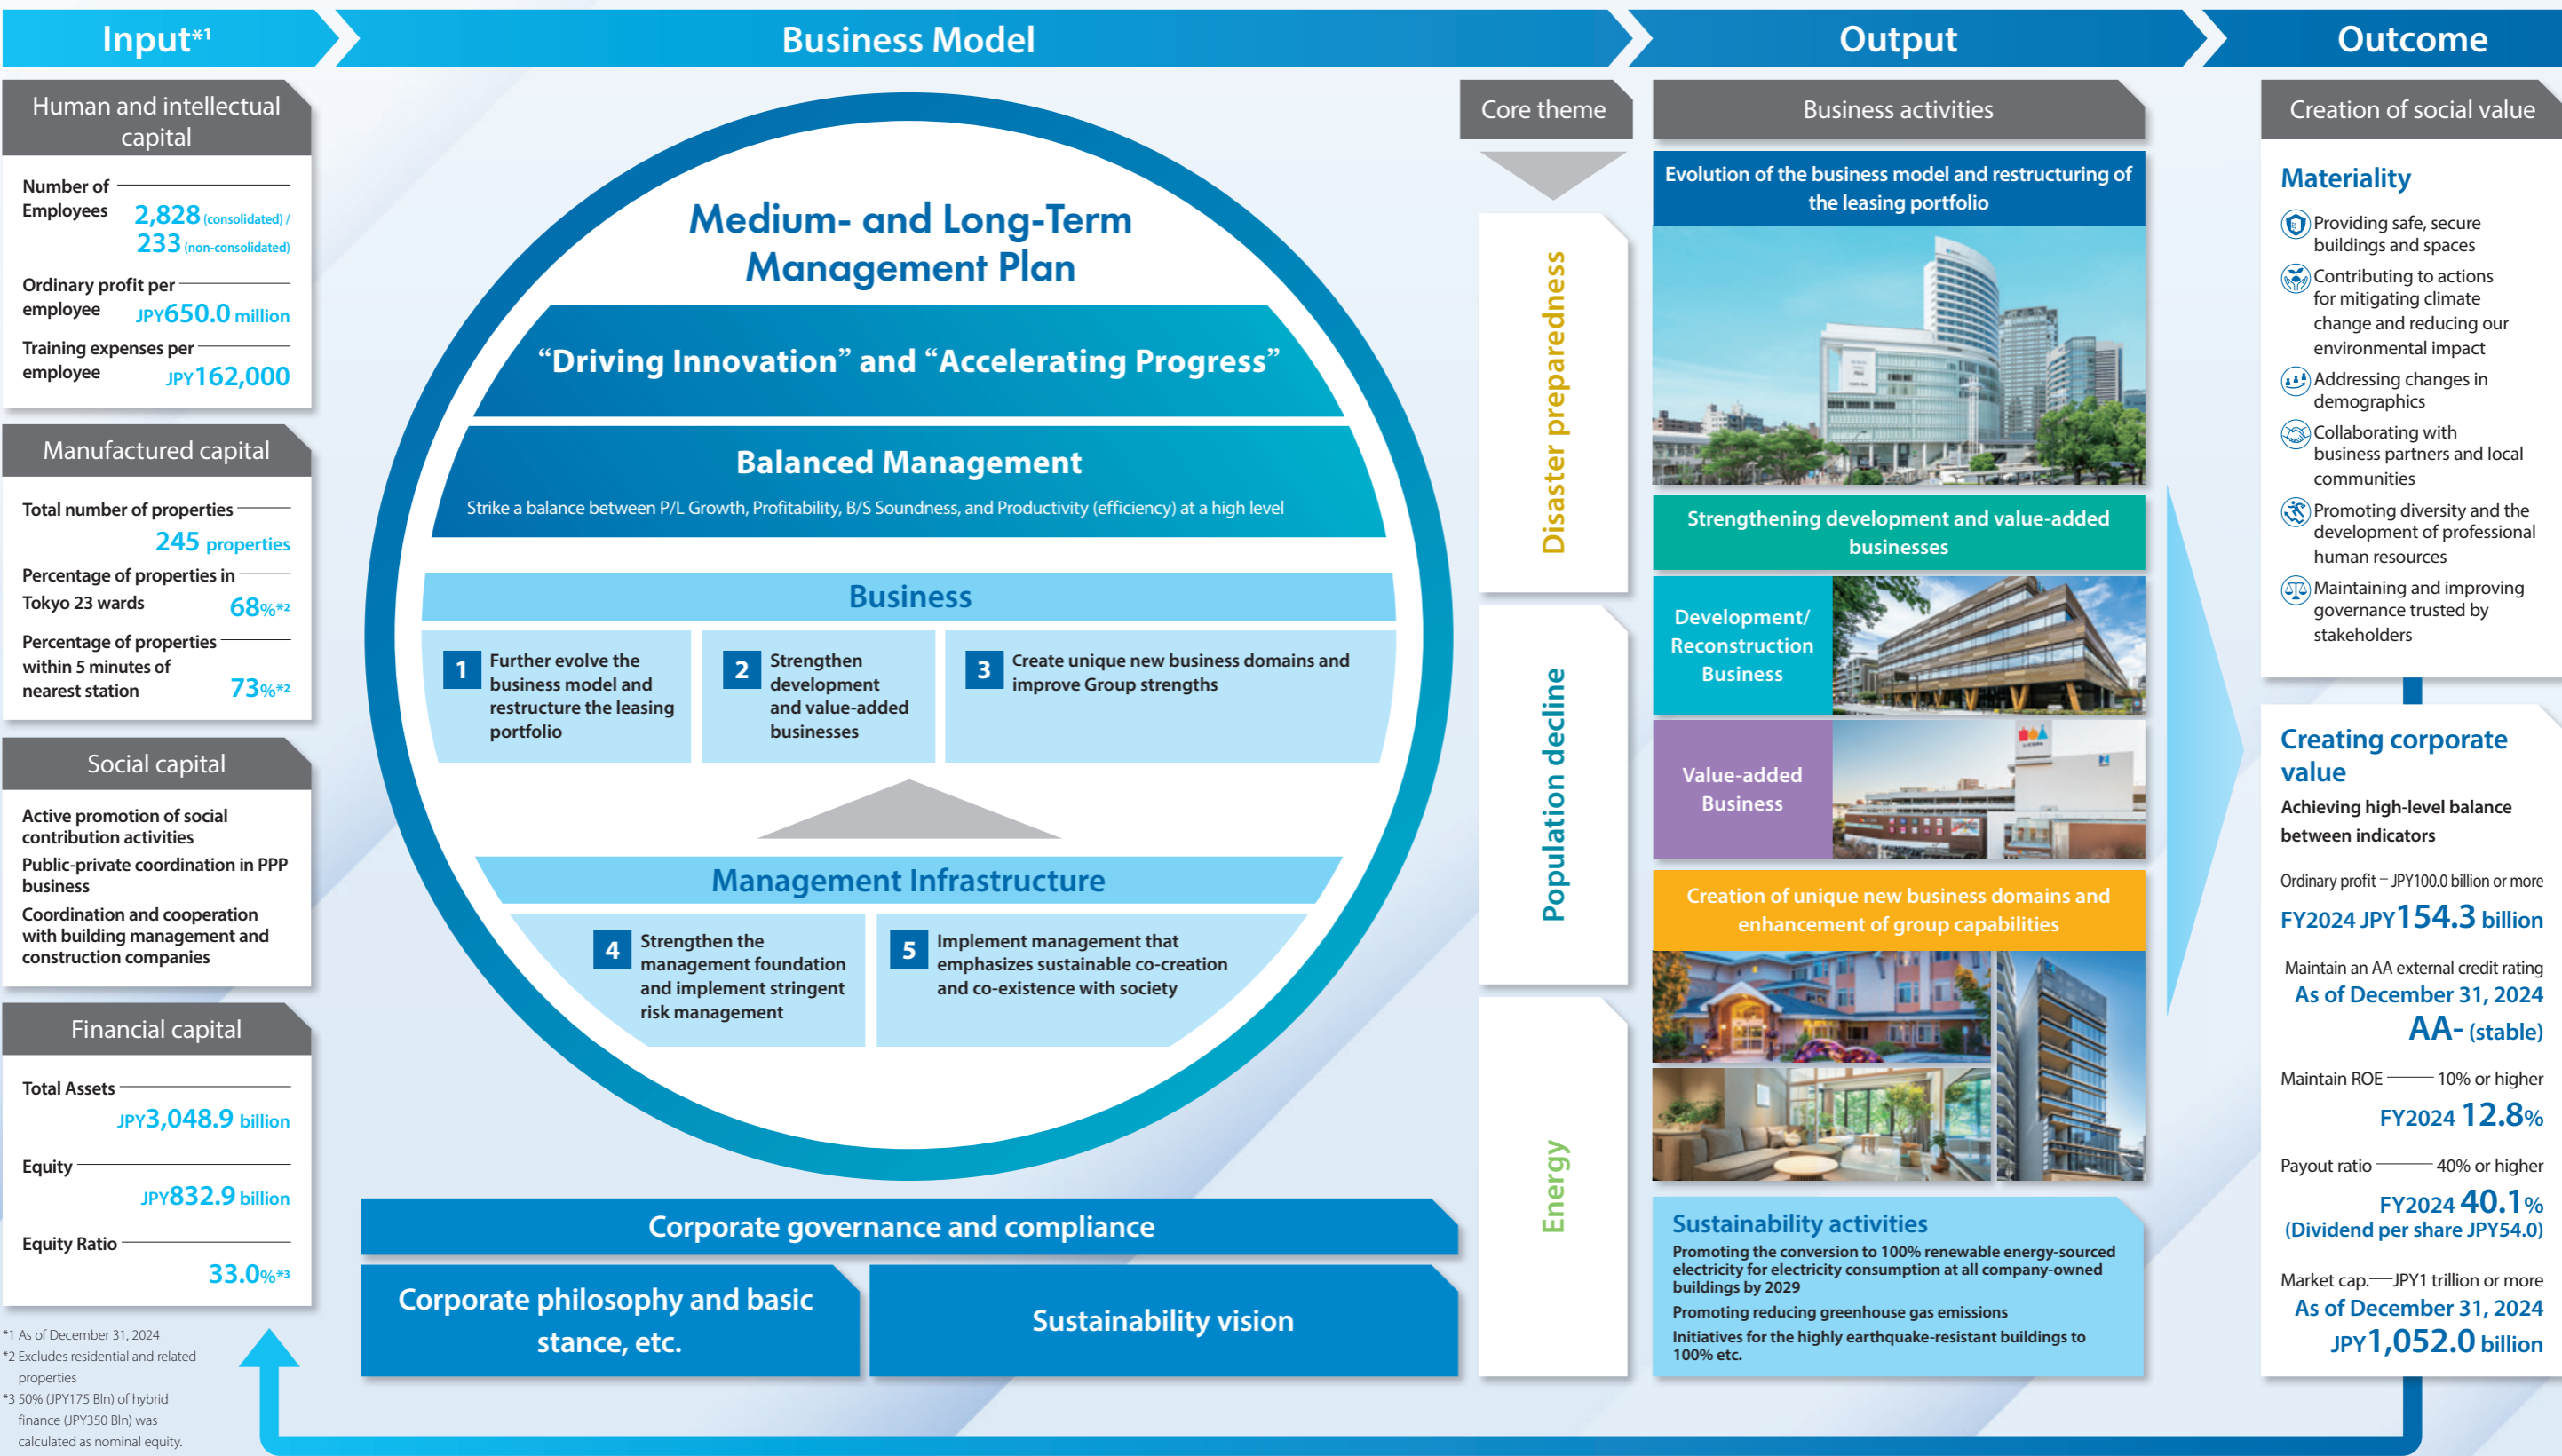 Input*1
Business Model
Output
Outcome
Human and intellectual
capital
Number of
Employees
2,828 (consolidated) /
233 (non-consolidated)
Ordinary profit per
employee
JPY650.0 million
Training expenses per
employee
JPY162,000
Manufactured capital
Total number of properties
245 properties
Percentage of properties in
Tokyo 23 wards
68%*2
Percentage of properties
within 5 minutes of
nearest station
73%*2
Social capital
Active promotion of social
contribution activities
Public-private coordination in PPP
business
Coordination and cooperation
with building management and
construction companies
Financial capital
Total Assets
JPY3,048.9 billion
Equity
JPY832.9 billion
Equity Ratio
33.0%*3
*1 As of December 31, 2024
*2 Excludes residential and related
properties
*3 50% (JPY175 Bln) of hybrid
finance (JPY350 Bln) was
calculated as nominal equity.
Medium- and Long-Term
Management Plan
“Driving Innovation” and “Accelerating Progress”
Balanced Management
Strike a balance between P/L Growth, Profitability, B/S Soundness, and Productivity (efficiency) at a high level
Business
1
Further evolve the
business model and
restructure the leasing
portfolio
2
Strengthen
development
and value-added
businesses
3
Create unique new business domains and
improve Group strengths
Management Infrastructure
4
Strengthen the
management foundation
and implement stringent
risk management
5
Implement management that
emphasizes sustainable co-creation
and co-existence with society
Corporate governance and compliance
Corporate philosophy and basic
stance, etc.
Sustainability vision
Core theme
Disaster preparedness
Population decline
Energy
Business activities
Evolution of the business model and restructuring of
the leasing portfolio
Strengthening development and value-added
businesses
Development/
Reconstruction
Business
Value-added
Business
Creation of unique new business domains and
enhancement of group capabilities
Sustainability activities
Promoting the conversion to 100% renewable energy-sourced
electricity for electricity consumption at all company-owned
buildings by 2029
Promoting reducing greenhouse gas emissions
Initiatives for the highly earthquake-resistant buildings to
100% etc.
Creation of social value
Materiality
Providing safe, secure
buildings and spaces
Contributing to actions
for mitigating climate
change and reducing our
environmental impact
Addressing changes in
demographics
Collaborating with
business partners and local
communities
Promoting diversity and the
development of professional
human resources
Maintaining and improving
governance trusted by
stakeholders
Creating corporate
value
Achieving high-level balance
between indicators
Ordinary profit – JPY100.0 billion or more
FY2024 JPY154.3 billion
Maintain an AA external credit rating
As of December 31, 2024
AA- (stable)
Maintain ROE 10% or higher
FY2024 12.8%
Payout ratio 40% or higher
FY2024 40.1%
(Dividend per share JPY54.0)
Market cap. JPY1 trillion or more
As of December 31, 2024
JPY1,052.0 billion